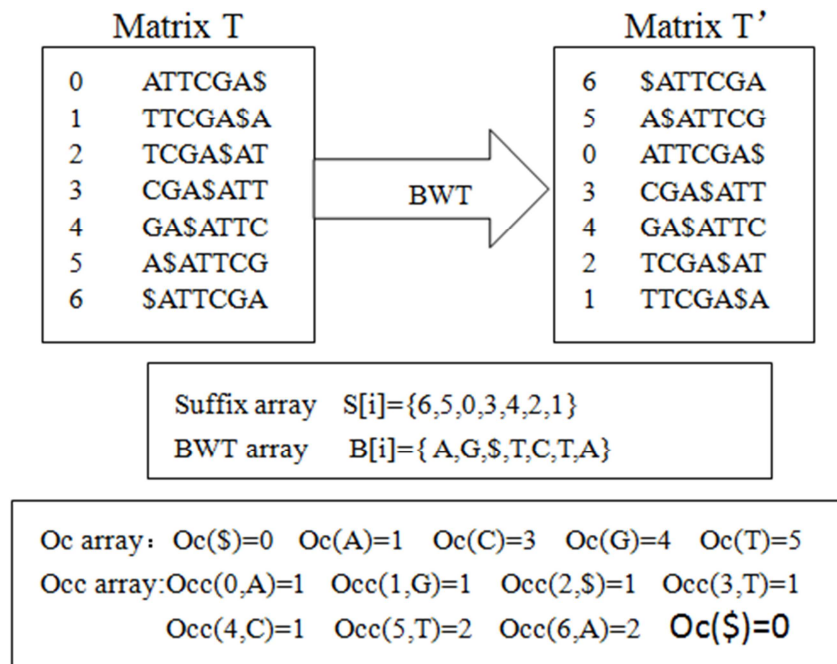 Matrix T
0 ATTCGA$
1 TTCGA$A
2 TCGA$AT
3 CGA$ATT
4 GA$ATTC
5 A$ATTCG
6 $ATTCGA
BWT
Matrix T’
6 $ATTCGA
5 A$ATTCG
0 ATTCGA$
3 CGA$ATT
4 GA$ATTC
2 TCGA$AT
1 TTCGA$A
Suffix array S[i]={6,5,0,3,4,2,1}
BWT array B[i]={ A,G,$,T,C,T,A}
Oc array： Oc($)=0 Oc(A)=1 Oc(C)=3 Oc(G)=4 Oc(T)=5
Occ array:Occ(0,A)=1 Occ(1,G)=1 Occ(2,$)=1 Occ(3,T)=1
Occ(4,C)=1 Occ(5,T)=2 Occ(6,A)=2 Oc($)=0